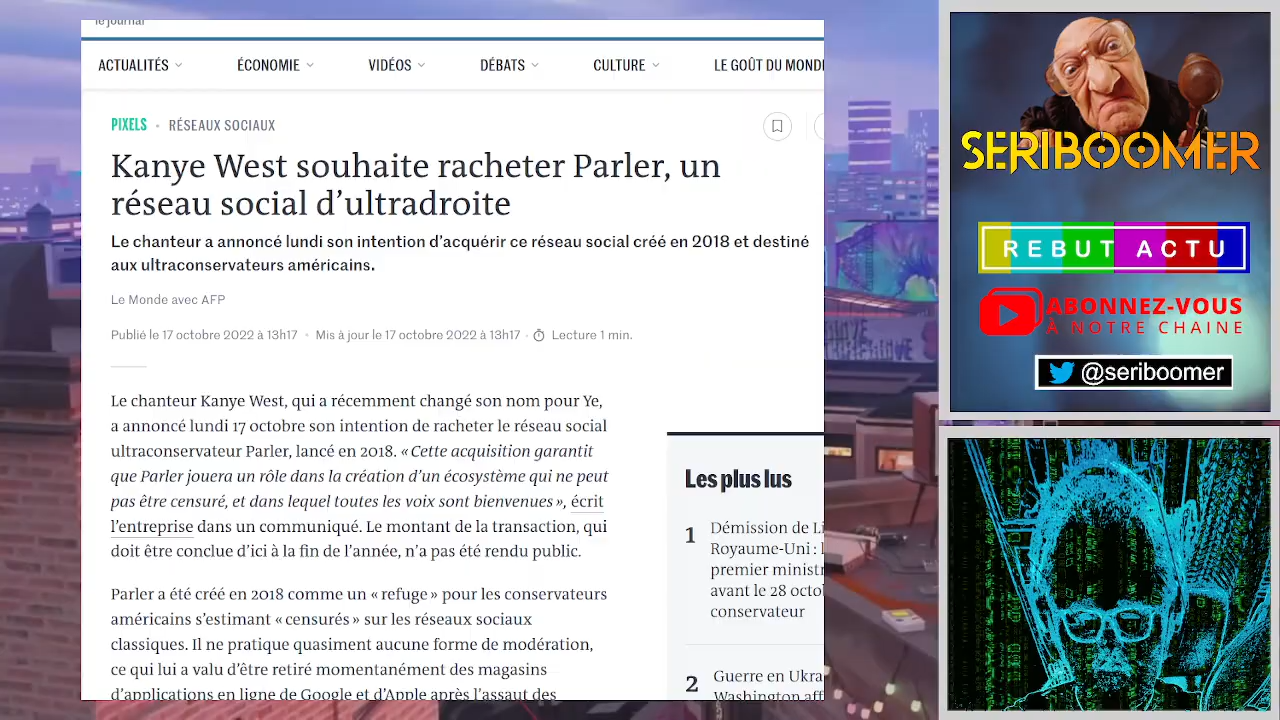 le journal
ACTUALITÉS
ÉCONOMIE
VIDÉOS
DÉBATS
CULTURE
LE GOÛT DU MOND
PIXELS • RÉSEAUX SOCIAUX
Kanye West souhaite racheter Parler, un
réseau social d’ultradroite
Le chanteur a annoncé lundi son intention d’acquérir ce réseau social créé en 2018 et destiné
aux ultraconservateurs américains.
Le Monde avec AFP
Publié le 17 octobre 2022 à 13h17 • Mis à jour le 17 octobre 2022 à 13h17 • Lecture 1 min.
Le chanteur Kanye West, qui a récemment changé son nom pour Ye,
a annoncé lundi 17 octobre son intention de racheter le réseau social
ultraconservateur Parler, lancé en 2018. « Cette acquisition garantit
que Parler jouera un rôle dans la création d’un écosystème qui ne peut
pas être censuré, et dans lequel toutes les voix sont bienvenues », écrit
l’entreprise dans un communiqué. Le montant de la transaction, qui
doit être conclue d’ici à la fin de l’année, n’a pas été rendu public.
Parler a été créé en 2018 comme un « refuge » pour les conservateurs
américains s’estimant « censurés » sur les réseaux sociaux
classiques. Il ne pratique quasiment aucune forme de modération,
ce qui lui a valu d’être retiré momentanément des magasins
d’applications en ligne de Google et d’Apple après l’assaut des
Les plus lus
1
Démission de Li
Royaume-Uni :
premier ministr
avant le 28 octo
conservateur
2
Guerre en Ukra
Washington aff
SERIBOOMER
REBUT ACTU
ABONNEZ-VOUS
À NOTRE CHAINE
@seriboomer